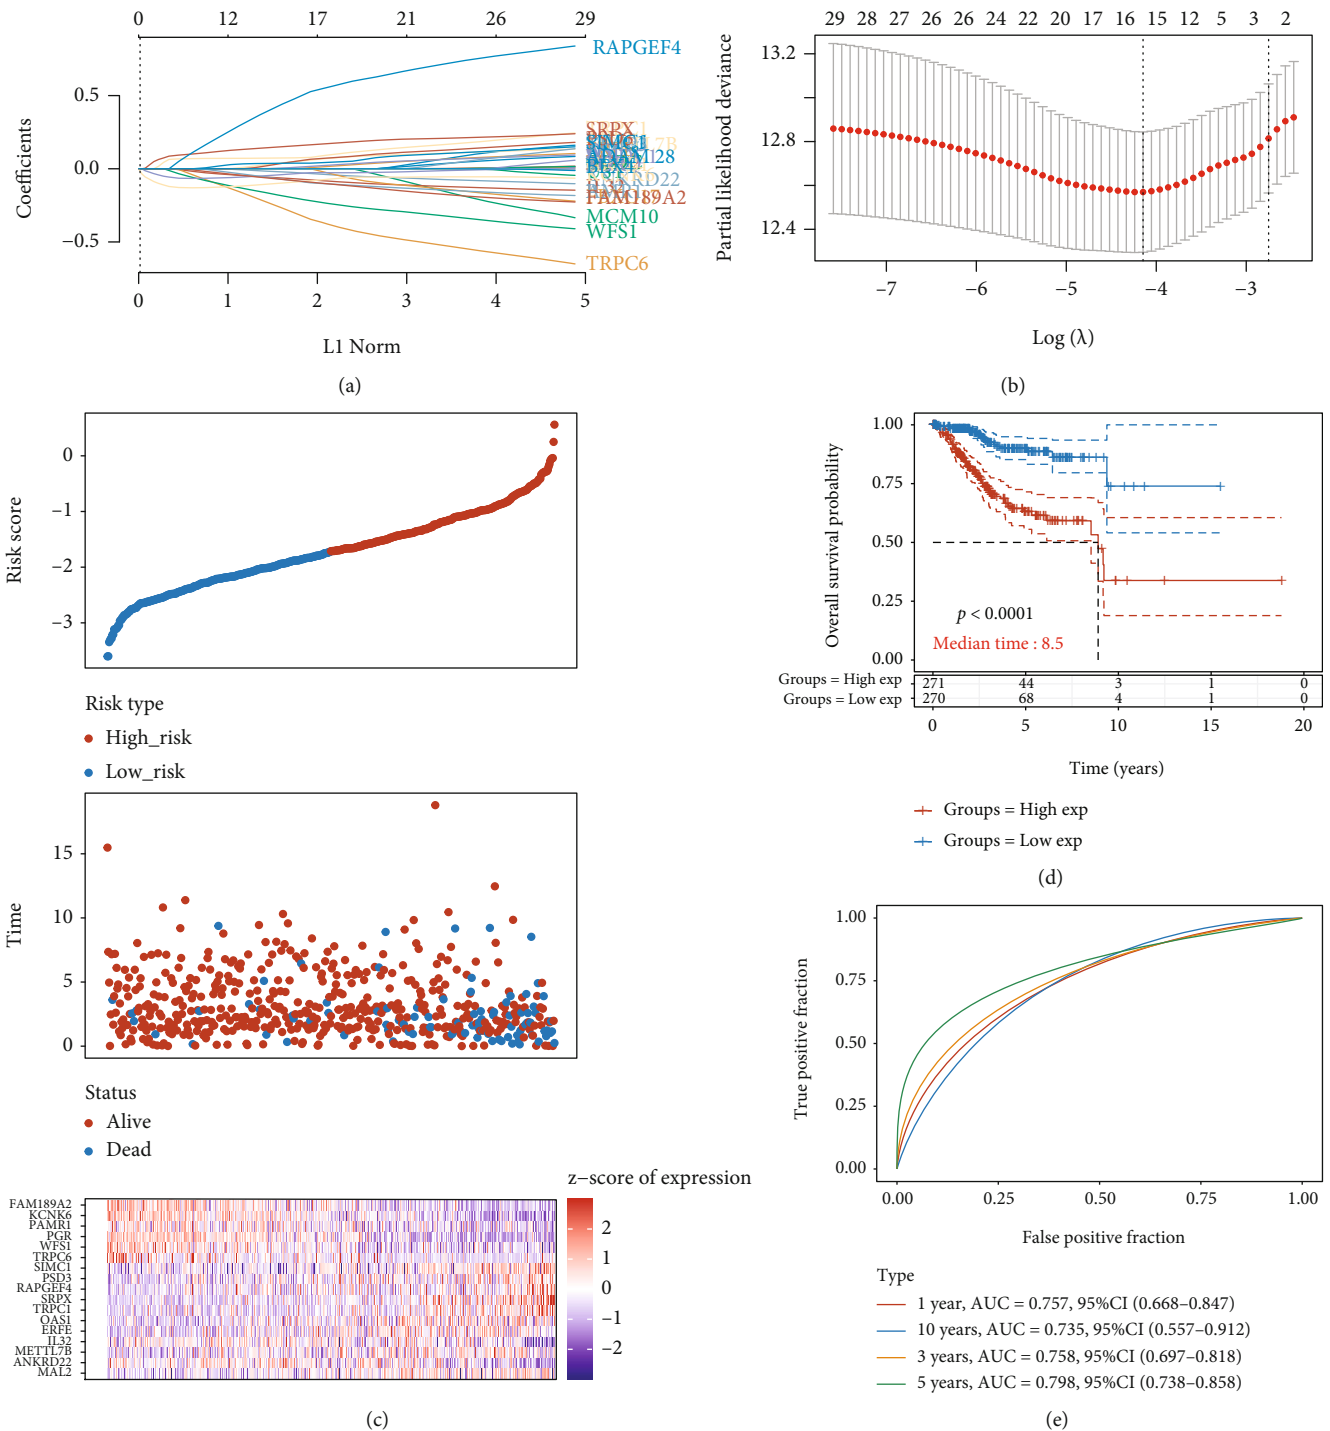 0 12 17 21 26 29
RAPGEF4
0.5
SRPX
SIMC1
ADAM28
0.0
ANKRD22
FAM189A2
MCM10
WFS1
−0.5
TRPC6
Coefficients
0 1 2 3 4 5
L1 Norm
(a)
29 28 27 26 26 24 22 20 17 16 15 12 5 3 2
13.2
12.8
12.4
Partial likelihood deviance
−7 −6 −5 −4 −3
Log (λ)
(b)
0
−1
−2
−3
Risk score
Risk type
High_risk
Low_risk
15
10
5
0
Time
Status
Alive
Dead
z−score of expression
FAM189A2
KCNK6
PAMR1
PGR
WFS1
TRPC6
SIMC1
PSD3
RAPGEF4
SRPX
TRPC1
OAS1
ERFE
IL32
METTL7B
ANKRD22
MAL2
2
1
0
−1
−2
(c)
1.00
0.75
0.50
0.25
0.00
Overall survival probability
p < 0.0001
Median time : 8.5
Groups = High exp 271 44 3 1 0
Groups = Low exp 270 68 4 1 0
0 5 10 15 20
Time (years)
Groups = High exp
Groups = Low exp
(d)
1.00
0.75
0.50
0.25
0.00
True positive fraction
0.00 0.25 0.50 0.75 1.00
False positive fraction
Type
1 year, AUC = 0.757, 95%CI (0.668–0.847)
10 years, AUC = 0.735, 95%CI (0.557–0.912)
3 years, AUC = 0.758, 95%CI (0.697–0.818)
5 years, AUC = 0.798, 95%CI (0.738–0.858)
(e)